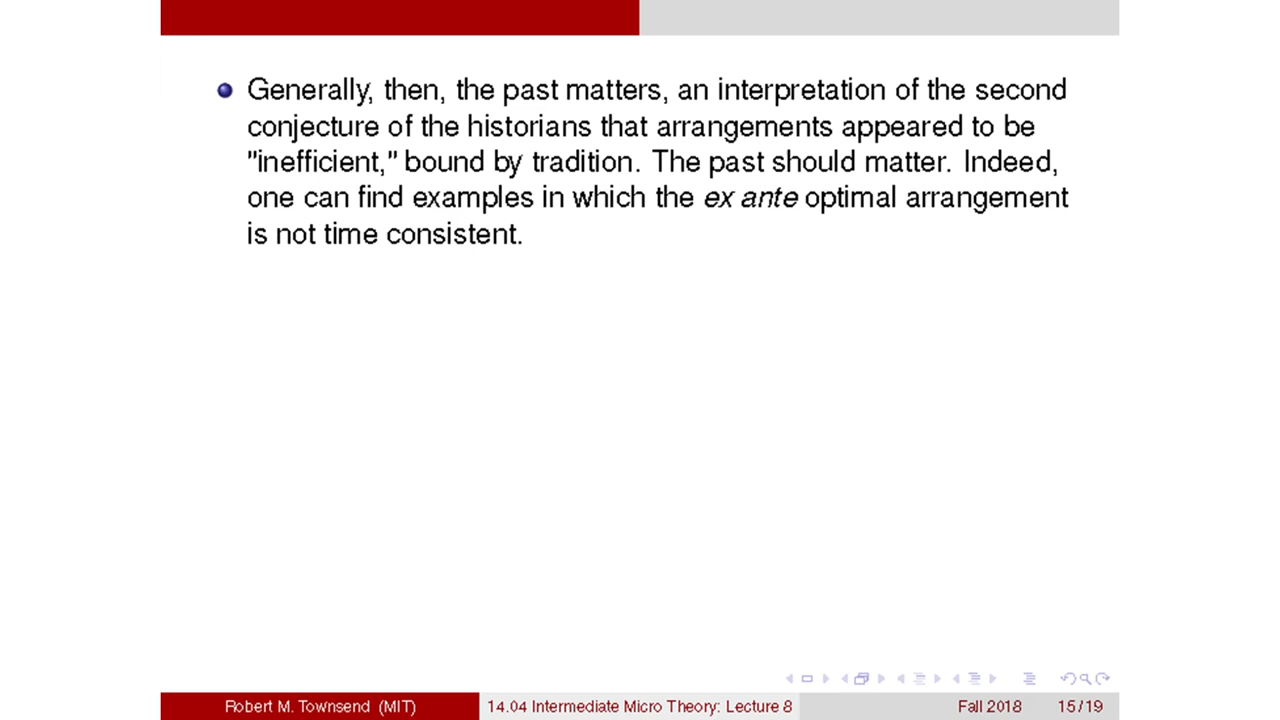 Generally, then, the past matters, an interpretation of the second
conjecture of the historians that arrangements appeared to be
"inefficient," bound by tradition. The past should matter. Indeed,
one can find examples in which the ex ante optimal arrangement
is not time consistent.
Robert M. Townsend (MIT) 14.04 Intermediate Micro Theory: Lecture 8 Fall 2018 15/19